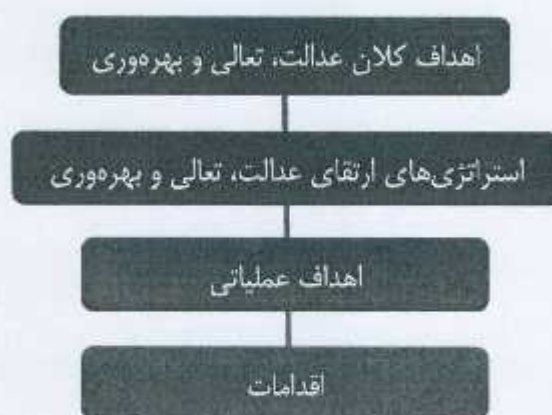 اهداف کلان عدالت، تعالی و بهره‌وری
استراتژی‌های ارتقای عدالت، تعالی و بهره‌وری
اهداف عملیاتی
اقدامات